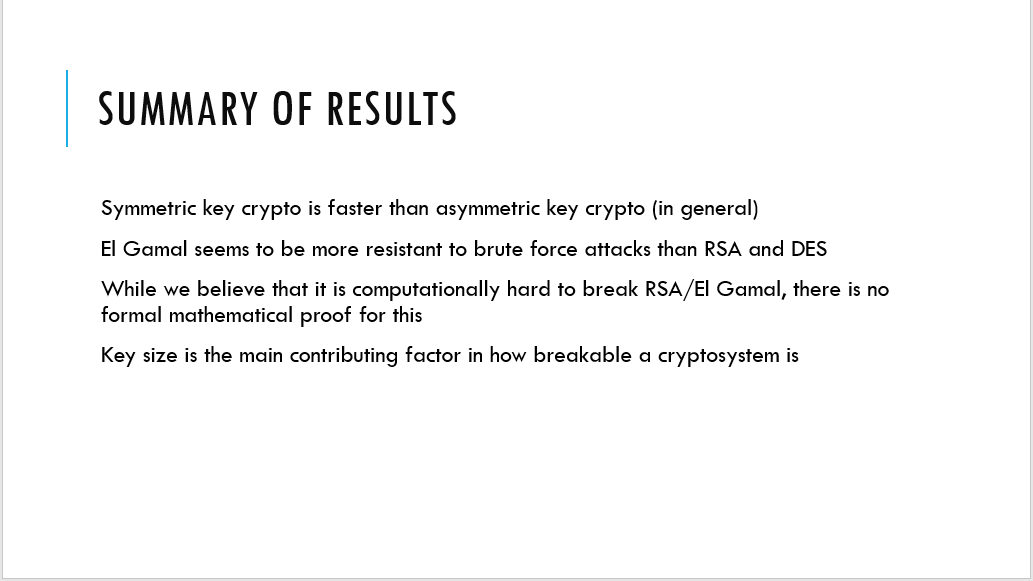 SUMMARY OF RESULTS
Symmetric key crypto is faster than asymmetric key crypto (in general)
El Gamal seems to be more resistant to brute force attacks than RSA and DES
While we believe that it is computationally hard to break RSA/El Gamal, there is no
formal mathematical proof for this
Key size is the main contributing factor in how breakable a cryptosystem is